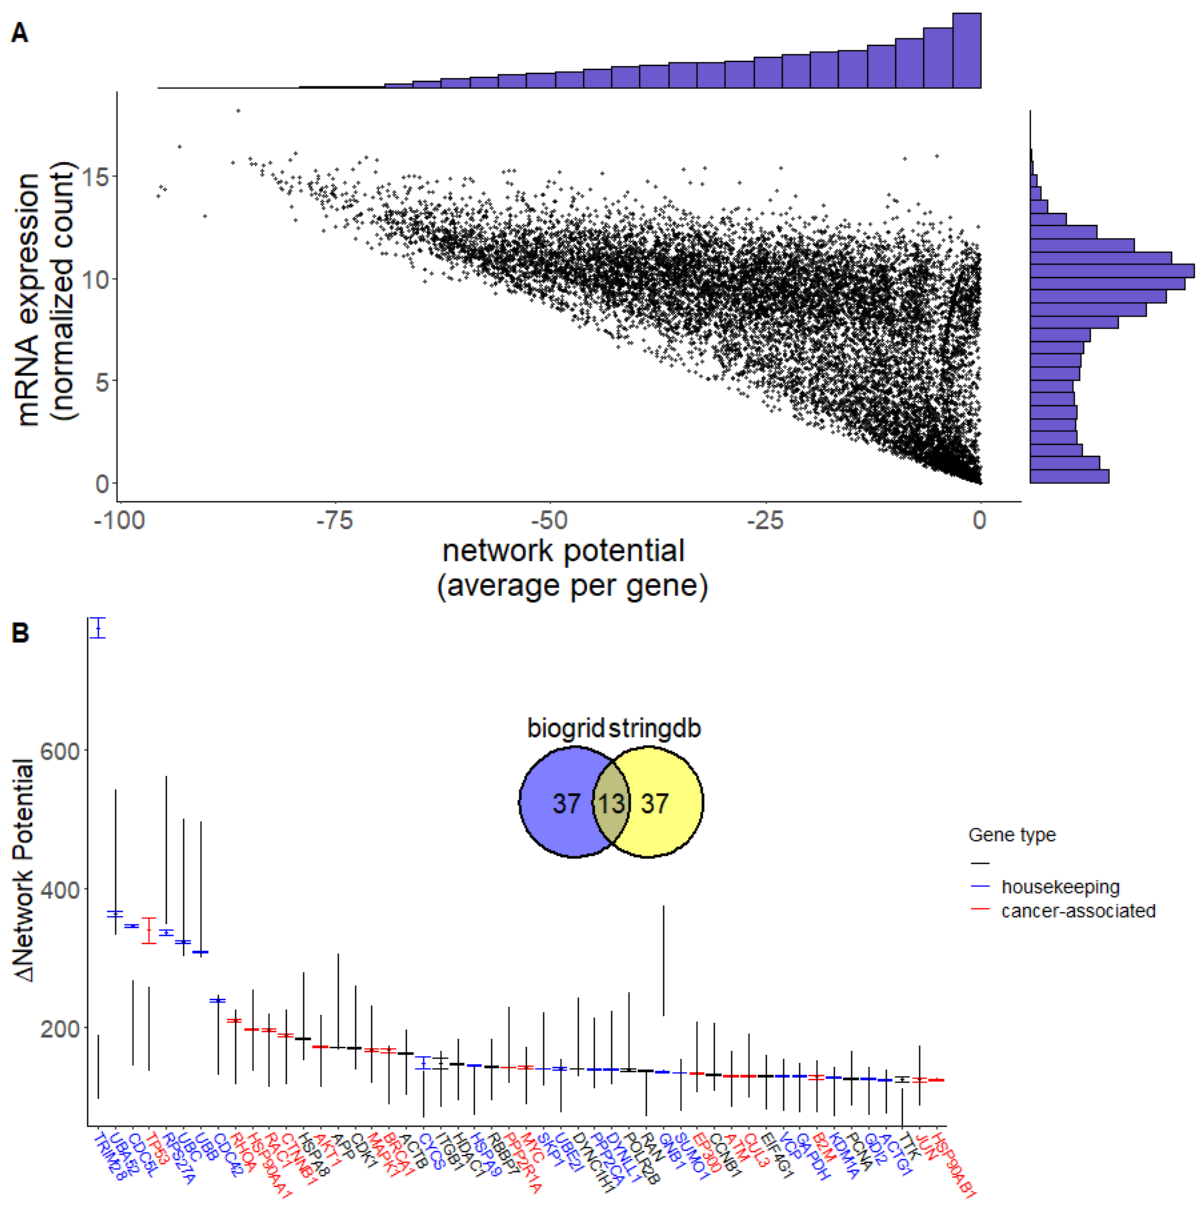 A
mRNA expression
(normalized count)
15
10
5
0
-100
-75
-50
-25
0
network potential
(average per gene)
B
ΔNetwork Potential
600
400
200
biogrid stringdb
37
13
37
Gene type
housekeeping
cancer-associated
TRIM28
UBA52
CDC5L
TP53
RPS27A
UBC
UBB
CDC42
RHOA
HSP90AA1
RAC1
CTNNB1
HSPA8
AKT1
APP
CDK1
MAPK1
BRCA1
ACTB
CYCS
ITGB1
HDAC1
HSPA9
RBBP7
PPP2R1A
MYC
SKP1
UBE2I
DYNC1H1
PPP2CA
DYNLL1
POLR2B
RAN
GNB1
SUMO1
EP300
CCNB1
ATM
CUL3
EIF4G1
VCP
GAPDH
B2M
KDM1A
PCNA
GDI2
ACTG1
TTK
JUN
HSP90AB1